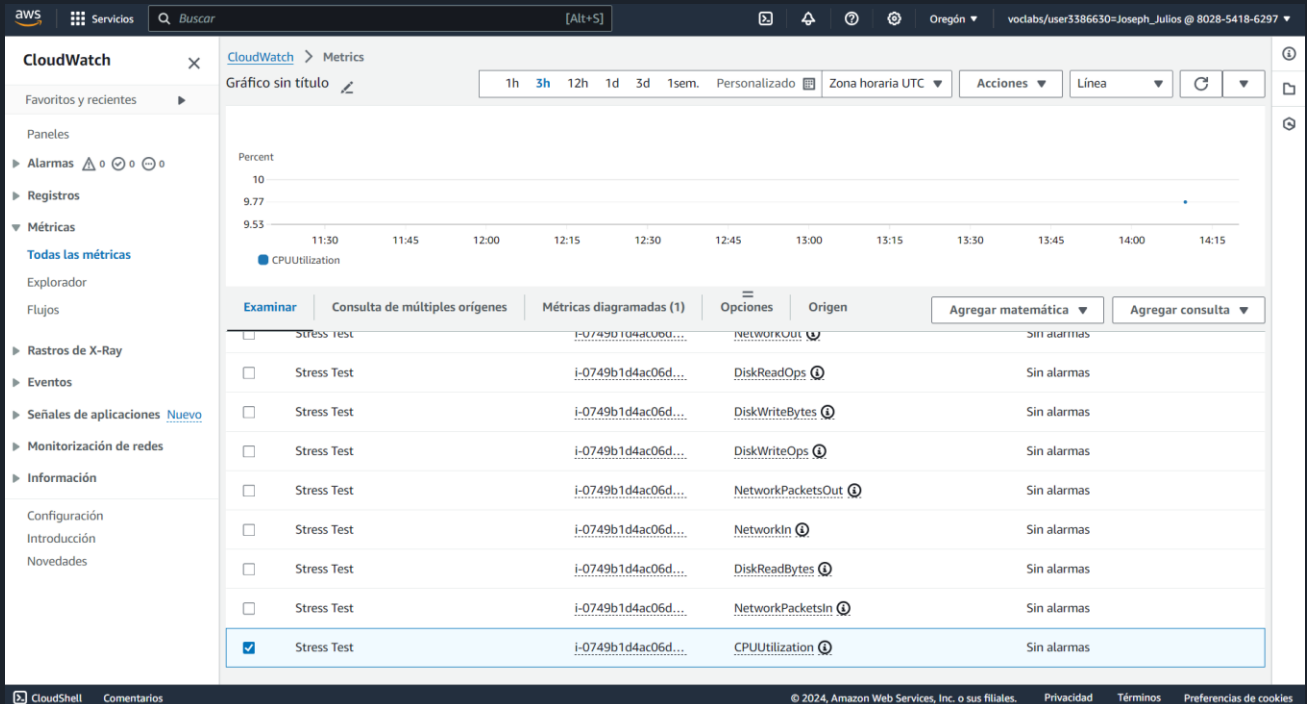 aws Servicios Buscar [Alt+S] Oregón voclabs/user3386630=Joseph_Julios @ 8028-5418-6297
CloudWatch
Favoritos y recientes
Paneles
Alarmas 0 0 0
Registros
Métricas
Todas las métricas
Explorador
Flujos
Rastros de X-Ray
Eventos
Señales de aplicaciones Nuevo
Monitorización de redes
Información
Configuración
Introducción
Novedades
CloudWatch > Metrics
Gráfico sin título
1h 3h 12h 1d 3d 1sem. Personalizado Zona horaria UTC Acciones Línea
Percent
10
9.77
9.53
11:30 11:45 12:00 12:15 12:30 12:45 13:00 13:15 13:30 13:45 14:00 14:15
CPUUtilization
Examinar Consulta de múltiples orígenes Métricas diagramadas (1) Opciones Origen Agregar matemática Agregar consulta
Stress Test i-0749b1d4ac06d... NetworkOut Sin alarmas
Stress Test i-0749b1d4ac06d... DiskReadOps Sin alarmas
Stress Test i-0749b1d4ac06d... DiskWriteBytes Sin alarmas
Stress Test i-0749b1d4ac06d... DiskWriteOps Sin alarmas
Stress Test i-0749b1d4ac06d... NetworkPacketsOut Sin alarmas
Stress Test i-0749b1d4ac06d... NetworkIn Sin alarmas
Stress Test i-0749b1d4ac06d... DiskReadBytes Sin alarmas
Stress Test i-0749b1d4ac06d... NetworkPacketsIn Sin alarmas
Stress Test i-0749b1d4ac06d... CPUUtilization Sin alarmas
CloudShell Comentarios © 2024, Amazon Web Services, Inc. o sus filiales. Privacidad Términos Preferencias de cookies